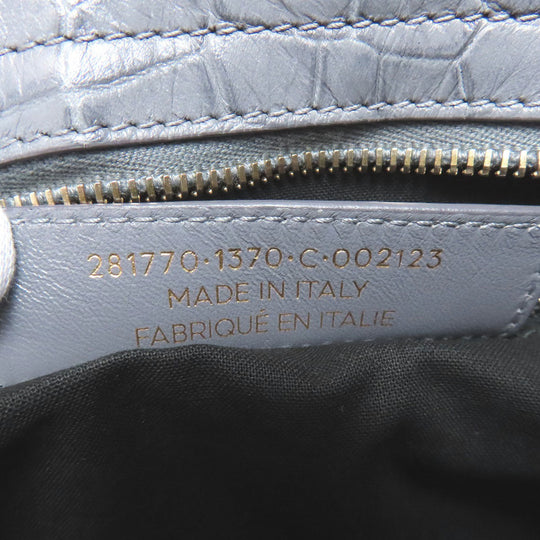 281770·1370·C·002123
MADE IN ITALY
FABRIQUÉ EN ITALIE